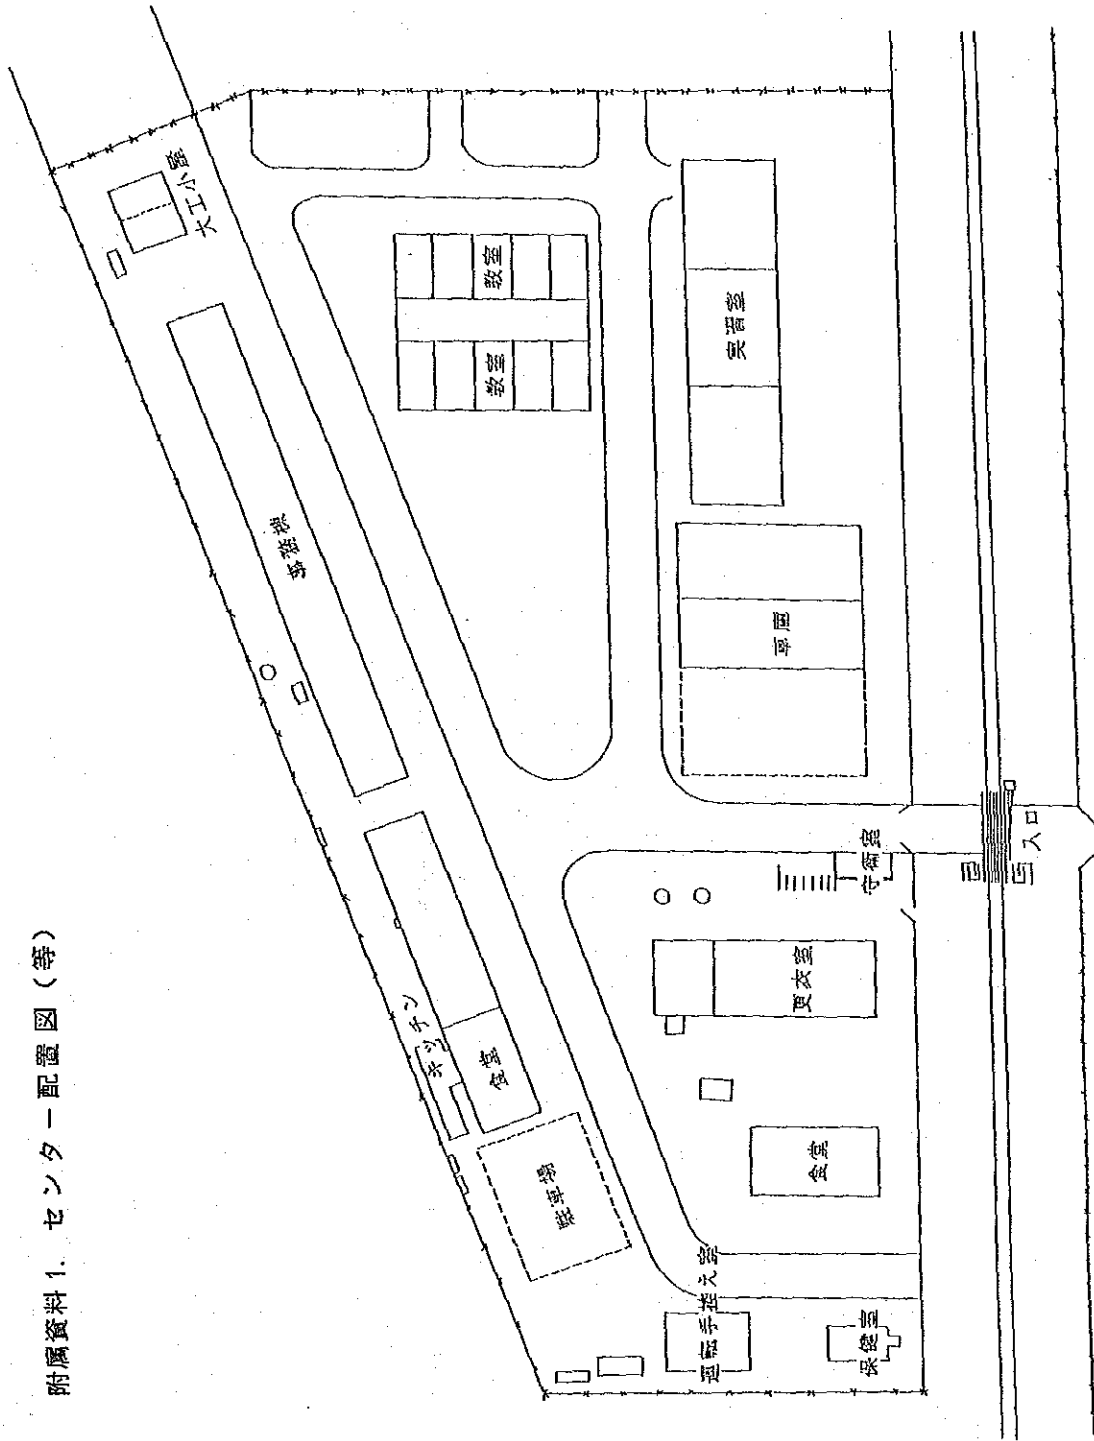 附属資料1. センター配置図（等）
大工小屋
事務棟
教室
教室
実習室
車庫
キッチン
食堂
駐車場
守衛室
入口
更衣室
食堂
運転手控え室
保健室